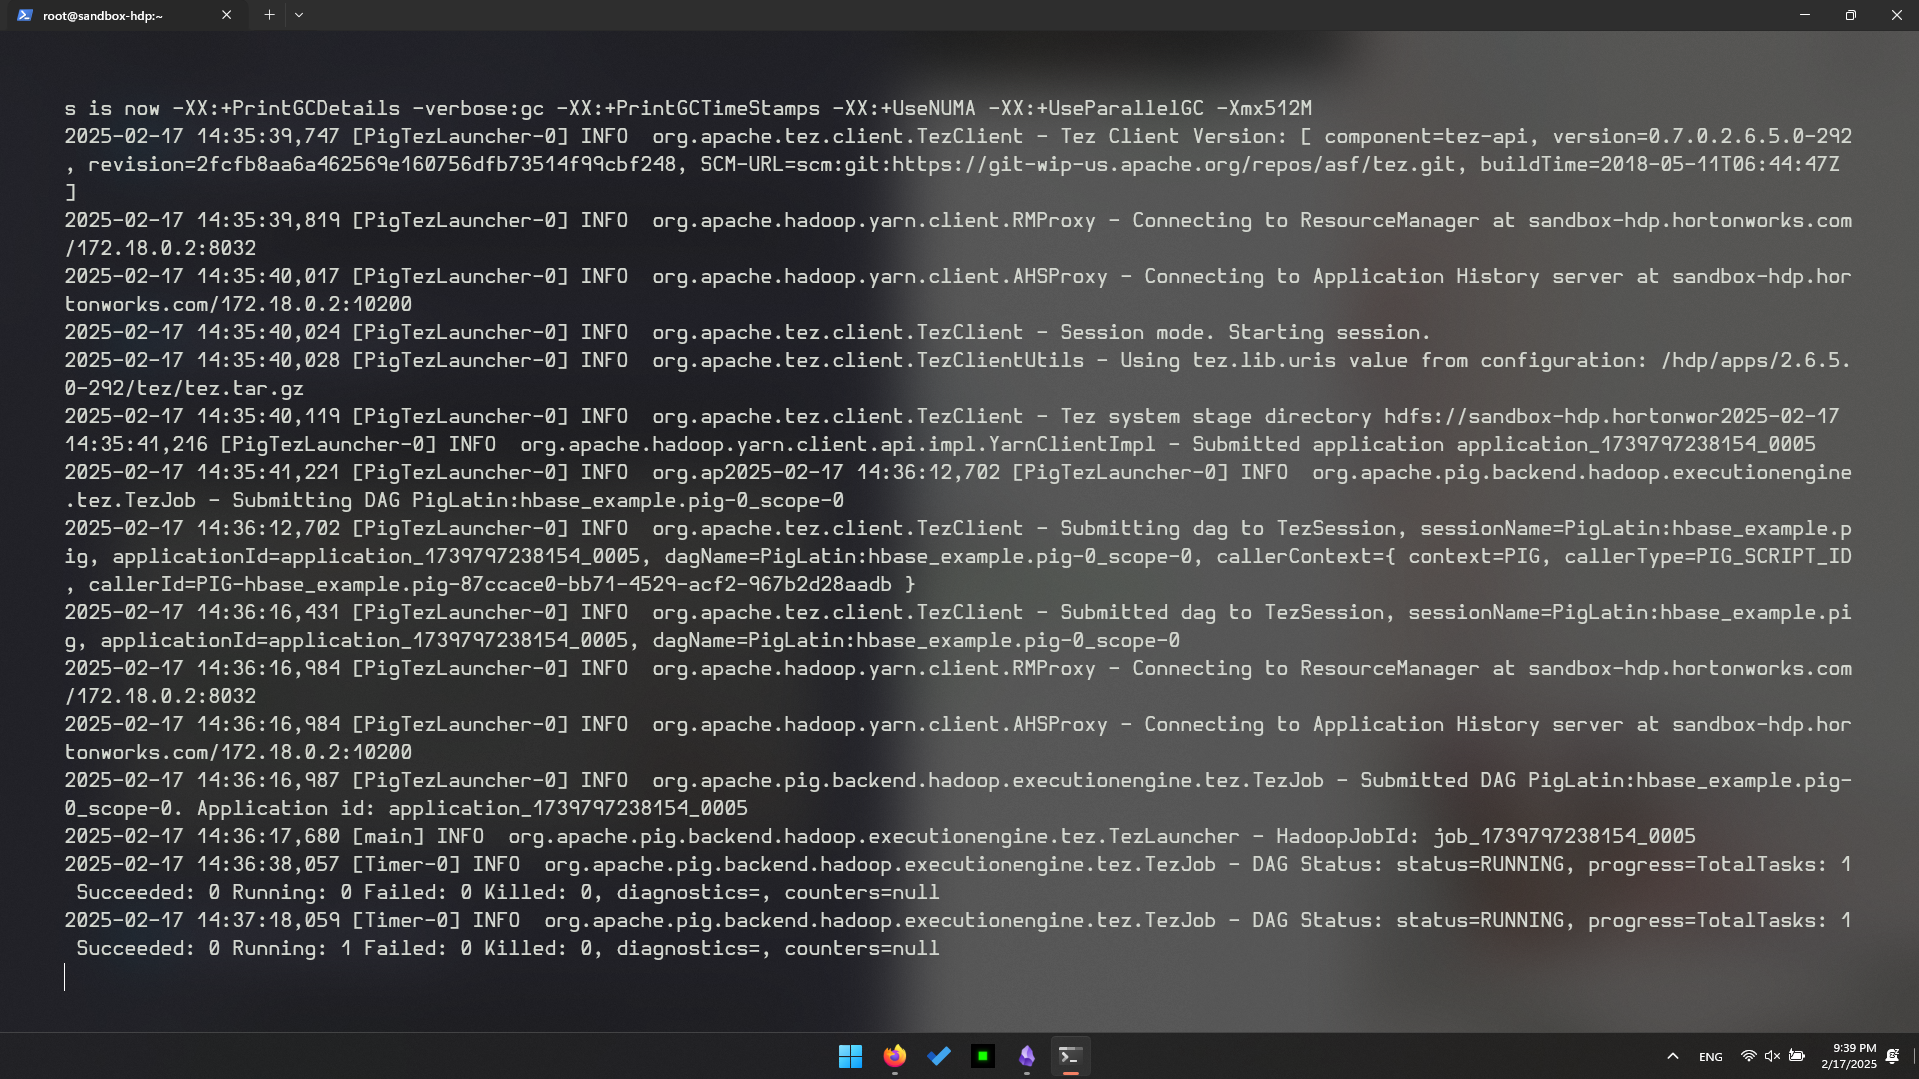 root@sandbox-hdp:~
s is now -XX:+PrintGCDetails -verbose:gc -XX:+PrintGCTimeStamps -XX:+UseNUMA -XX:+UseParallelGC -Xmx512M
2025-02-17 14:35:39,747 [PigTezLauncher-0] INFO  org.apache.tez.client.TezClient - Tez Client Version: [ component=tez-api, version=0.7.0.2.6.5.0-292
, revision=2fcfb8aa6a462569e160756dfb73514f99cbf248, SCM-URL=scm:git:https://git-wip-us.apache.org/repos/asf/tez.git, buildTime=2018-05-11T06:44:47Z
]
2025-02-17 14:35:39,819 [PigTezLauncher-0] INFO  org.apache.hadoop.yarn.client.RMProxy - Connecting to ResourceManager at sandbox-hdp.hortonworks.com
/172.18.0.2:8032
2025-02-17 14:35:40,017 [PigTezLauncher-0] INFO  org.apache.hadoop.yarn.client.AHSProxy - Connecting to Application History server at sandbox-hdp.hor
tonworks.com/172.18.0.2:10200
2025-02-17 14:35:40,024 [PigTezLauncher-0] INFO  org.apache.tez.client.TezClient - Session mode. Starting session.
2025-02-17 14:35:40,028 [PigTezLauncher-0] INFO  org.apache.tez.client.TezClientUtils - Using tez.lib.uris value from configuration: /hdp/apps/2.6.5.
0-292/tez/tez.tar.gz
2025-02-17 14:35:40,119 [PigTezLauncher-0] INFO  org.apache.tez.client.TezClient - Tez system stage directory hdfs://sandbox-hdp.hortonwor2025-02-17
14:35:41,216 [PigTezLauncher-0] INFO  org.apache.hadoop.yarn.client.api.impl.YarnClientImpl - Submitted application application_1739797238154_0005
2025-02-17 14:35:41,221 [PigTezLauncher-0] INFO  org.ap2025-02-17 14:36:12,702 [PigTezLauncher-0] INFO  org.apache.pig.backend.hadoop.executionengine
.tez.TezJob - Submitting DAG PigLatin:hbase_example.pig-0_scope-0
2025-02-17 14:36:12,702 [PigTezLauncher-0] INFO  org.apache.tez.client.TezClient - Submitting dag to TezSession, sessionName=PigLatin:hbase_example.p
ig, applicationId=application_1739797238154_0005, dagName=PigLatin:hbase_example.pig-0_scope-0, callerContext={ context=PIG, callerType=PIG_SCRIPT_ID
, callerId=PIG-hbase_example.pig-87ccace0-bb71-4529-acf2-967b2d28aadb }
2025-02-17 14:36:16,431 [PigTezLauncher-0] INFO  org.apache.tez.client.TezClient - Submitted dag to TezSession, sessionName=PigLatin:hbase_example.pi
g, applicationId=application_1739797238154_0005, dagName=PigLatin:hbase_example.pig-0_scope-0
2025-02-17 14:36:16,984 [PigTezLauncher-0] INFO  org.apache.hadoop.yarn.client.RMProxy - Connecting to ResourceManager at sandbox-hdp.hortonworks.com
/172.18.0.2:8032
2025-02-17 14:36:16,984 [PigTezLauncher-0] INFO  org.apache.hadoop.yarn.client.AHSProxy - Connecting to Application History server at sandbox-hdp.hor
tonworks.com/172.18.0.2:10200
2025-02-17 14:36:16,987 [PigTezLauncher-0] INFO  org.apache.pig.backend.hadoop.executionengine.tez.TezJob - Submitted DAG PigLatin:hbase_example.pig-
0_scope-0. Application id: application_1739797238154_0005
2025-02-17 14:36:17,680 [main] INFO  org.apache.pig.backend.hadoop.executionengine.tez.TezLauncher - HadoopJobId: job_1739797238154_0005
2025-02-17 14:36:38,057 [Timer-0] INFO  org.apache.pig.backend.hadoop.executionengine.tez.TezJob - DAG Status: status=RUNNING, progress=TotalTasks: 1
 Succeeded: 0 Running: 0 Failed: 0 Killed: 0, diagnostics=, counters=null
2025-02-17 14:37:18,059 [Timer-0] INFO  org.apache.pig.backend.hadoop.executionengine.tez.TezJob - DAG Status: status=RUNNING, progress=TotalTasks: 1
 Succeeded: 0 Running: 1 Failed: 0 Killed: 0, diagnostics=, counters=null
ENG
9:39 PM
2/17/2025